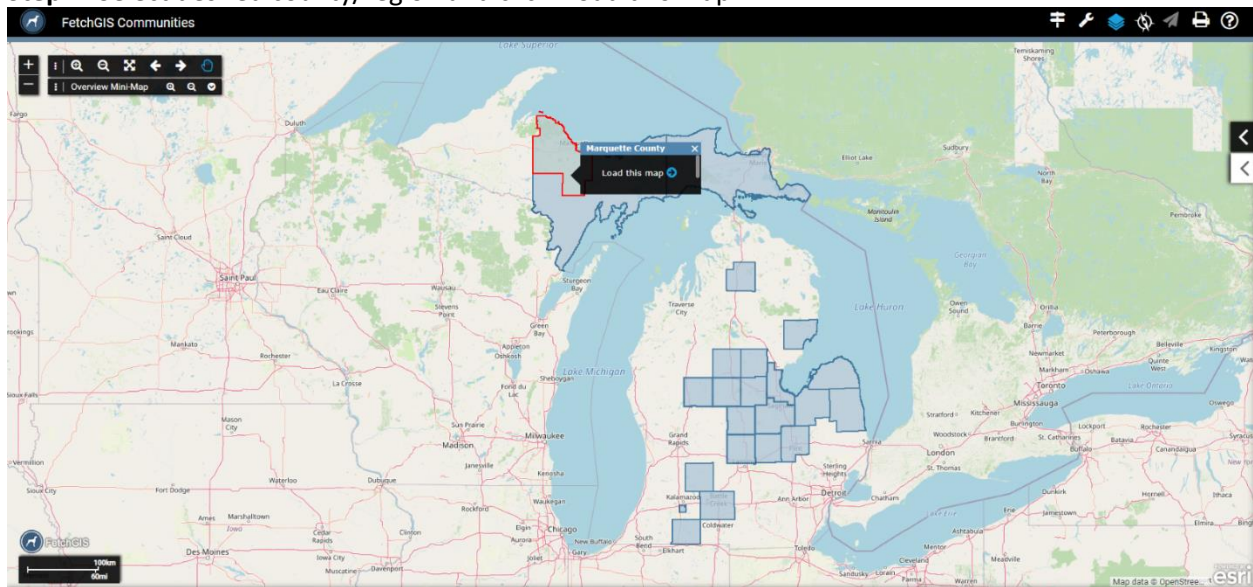 FetchGIS Communities
Lake Superior
Temiskaming
Shores
+
Overview Mini-Map
Fargo
Duluth
Marquette County
Load this map
Elliot Lake
Sudbury
North
Bay
Manitoulin
Island
Pembroke
Saint Cloud
Georgian
Bay
Saint Paul
Eau Claire
Wausau
Sturgeon
Bay
Stevens
Point
Traverse
City
Lake Huron
Owen
Sound
Orillia
Green
Bay
Barrie
Peterborough
Mankato
Rochester
Appleton
Oshkosh
Newmarket
Belleville
Quinte
West
Kingston
Markham
Oshawa
La Crosse
Lake Michigan
Sheboygan
Fond du
Lac
Toronto
Lake Ontario
Sioux Falls
Mississauga
Oswego
Mason
City
Stratford
Kitchener
Burlington
Sun Prairie
Milwaukee
Madison
Grand
Rapids
Sarnia
Woodstock
Brantford
St. Catharines
Lockport
Rochester
London
Buffalo
Batavia
Canandaigua
Janesville
Kenosha
Sterling
Heights
St. Thomas
Vermillion
Waterloo
Dubuque
Waukegan
Sioux City
Fort Dodge
Rockford
Kalamazoo
Ann Arbor
Detroit
Chatham
Dunkirk
Hornell
Ithaca
Ames
Marshalltown
Iowa
Cedar
Rapids
Clinton
Elgin
Chicago
Aurora
Coldwater
Lake Erie
Erie
Jamestown
Elmira
FetchGIS
Des Moines
Iowa City
Joliet
Gary
New Buffalo
South
Bend
Elkhart
Toledo
Ashtabula
Mentor
Cleveland
Meadville
100km
60mi
Muscatine
Davenport
Sandusky
Lorain
Parma
Warren
Map data © OpenStree...
esri